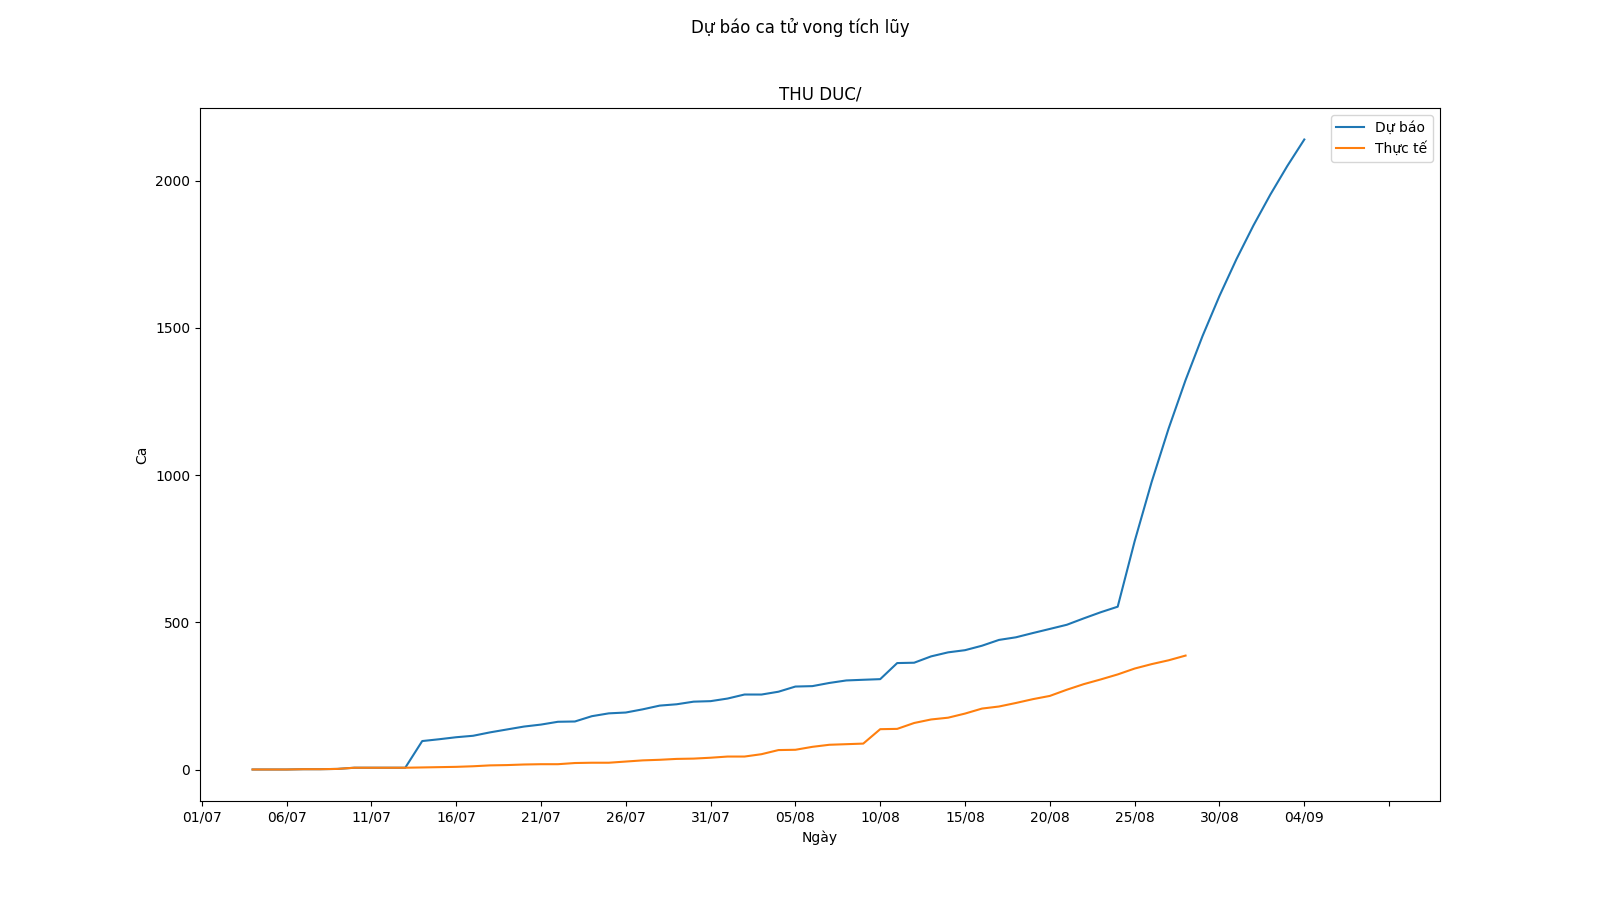 Dự báo ca tử vong tích lũy
THU DUC/
Dự báo
Thực tế
2000
1500
1000
500
0
Ca
01/07 06/07 11/07 16/07 21/07 26/07 31/07 05/08 10/08 15/08 20/08 25/08 30/08 04/09
Ngày